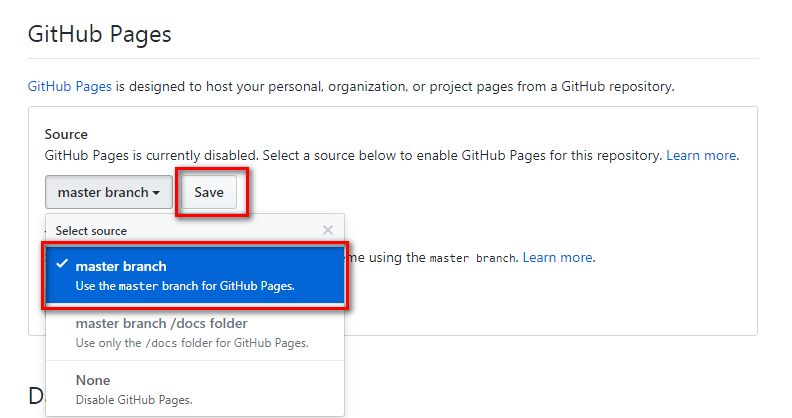 GitHub Pages
GitHub Pages is designed to host your personal, organization, or project pages from a GitHub repository.
Source
GitHub Pages is currently disabled. Select a source below to enable GitHub Pages for this repository. Learn more.
master branch
Save
Select source
master branch
Use the master branch for GitHub Pages.
using the master branch. Learn more.
master branch /docs folder
Use only the /docs folder for GitHub Pages.
None
Disable GitHub Pages.